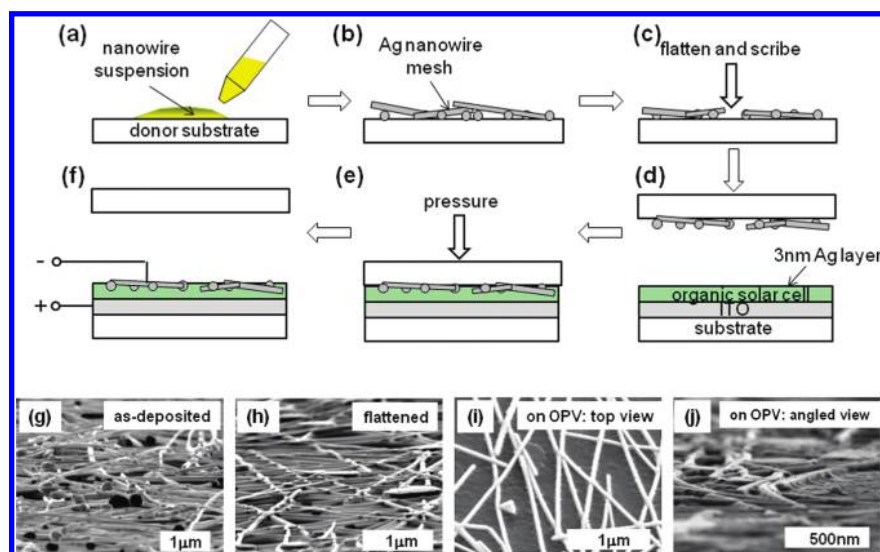 (a)
nanowire
suspension
donor substrate
(b)
Ag nanowire
mesh
(c)
flatten and scribe
(f)
-
+
(e)
pressure
(d)
3nm Ag layer
organic solar cell
ITO
substrate
(g) as-deposited
1μm
(h) flattened
1μm
(i) on OPV: top view
1μm
(j) on OPV: angled view
500nm